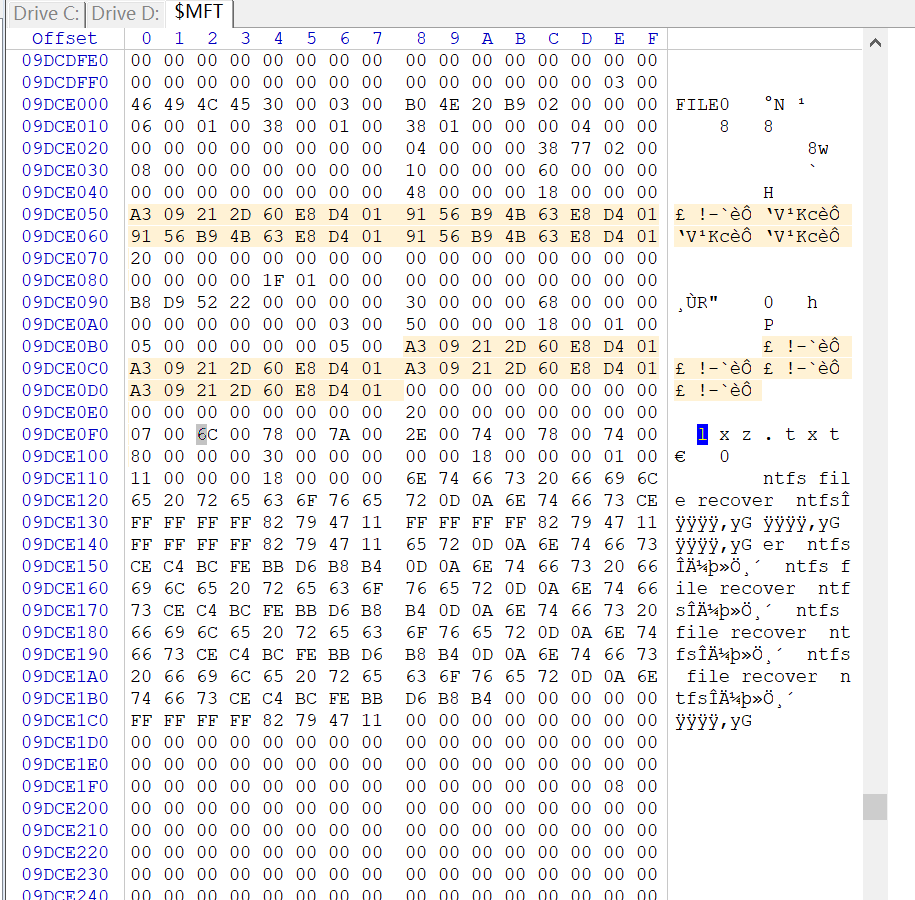 Drive C: Drive D: $MFT
Offset 0 1 2 3 4 5 6 7 8 9 A B C D E F
09DCDFE0 00 00 00 00 00 00 00 00 00 00 00 00 00 00 00 00
09DCDFF0 00 00 00 00 00 00 00 00 00 00 00 00 00 00 03 00
09DCE000 46 49 4C 45 30 00 03 00 B0 4E 20 B9 02 00 00 00 FILE0 °N ¹
09DCE010 06 00 01 00 38 00 01 00 38 01 00 00 00 04 00 00 8 8
09DCE020 00 00 00 00 00 00 00 00 04 00 00 00 38 77 02 00 8w
09DCE030 08 00 00 00 00 00 00 00 10 00 00 00 60 00 00 00 `
09DCE040 00 00 00 00 00 00 00 00 48 00 00 00 18 00 00 00 H
09DCE050 A3 09 21 2D 60 E8 D4 01 91 56 B9 4B 63 E8 D4 01 £ !-`èÔ ‘V¹KcèÔ
09DCE060 91 56 B9 4B 63 E8 D4 01 91 56 B9 4B 63 E8 D4 01 ‘V¹KcèÔ ‘V¹KcèÔ
09DCE070 20 00 00 00 00 00 00 00 00 00 00 00 00 00 00 00
09DCE080 00 00 00 00 1F 01 00 00 00 00 00 00 00 00 00 00
09DCE090 B8 D9 52 22 00 00 00 00 30 00 00 00 68 00 00 00 ¸ÙR" 0 h
09DCE0A0 00 00 00 00 00 00 03 00 50 00 00 00 18 00 01 00 P
09DCE0B0 05 00 00 00 00 00 05 00 A3 09 21 2D 60 E8 D4 01 £ !-`èÔ
09DCE0C0 A3 09 21 2D 60 E8 D4 01 A3 09 21 2D 60 E8 D4 01 £ !-`èÔ £ !-`èÔ
09DCE0D0 A3 09 21 2D 60 E8 D4 01 00 00 00 00 00 00 00 00 £ !-`èÔ
09DCE0E0 00 00 00 00 00 00 00 00 20 00 00 00 00 00 00 00
09DCE0F0 07 00 6C 00 78 00 7A 00 2E 00 74 00 78 00 74 00 l x z . t x t
09DCE100 80 00 00 00 30 00 00 00 00 00 18 00 00 00 01 00 € 0
09DCE110 11 00 00 00 18 00 00 00 6E 74 66 73 20 66 69 6C ntfs fil
09DCE120 65 20 72 65 63 6F 76 65 72 0D 0A 6E 74 66 73 CE e recover ntfsÎ
09DCE130 FF FF FF FF 82 79 47 11 FF FF FF FF 82 79 47 11 ÿÿÿÿ‚yG ÿÿÿÿ‚yG
09DCE140 FF FF FF FF 82 79 47 11 65 72 0D 0A 6E 74 66 73 ÿÿÿÿ‚yG er ntfs
09DCE150 CE C4 BC FE BB D6 B8 B4 0D 0A 6E 74 66 73 20 66 ÎÄ¼þ»Ö¸´ ntfs f
09DCE160 69 6C 65 20 72 65 63 6F 76 65 72 0D 0A 6E 74 66 ile recover ntf
09DCE170 73 CE C4 BC FE BB D6 B8 B4 0D 0A 6E 74 66 73 20 sÎÄ¼þ»Ö¸´ ntfs
09DCE180 66 69 6C 65 20 72 65 63 6F 76 65 72 0D 0A 6E 74 file recover nt
09DCE190 66 73 CE C4 BC FE BB D6 B8 B4 0D 0A 6E 74 66 73 fsÎÄ¼þ»Ö¸´ ntfs
09DCE1A0 20 66 69 6C 65 20 72 65 63 6F 76 65 72 0D 0A 6E file recover n
09DCE1B0 74 66 73 CE C4 BC FE BB D6 B8 B4 00 00 00 00 00 tfsÎÄ¼þ»Ö¸´
09DCE1C0 FF FF FF FF 82 79 47 11 00 00 00 00 00 00 00 00 ÿÿÿÿ‚yG
09DCE1D0 00 00 00 00 00 00 00 00 00 00 00 00 00 00 00 00
09DCE1E0 00 00 00 00 00 00 00 00 00 00 00 00 00 00 00 00
09DCE1F0 00 00 00 00 00 00 00 00 00 00 00 00 00 00 08 00
09DCE200 00 00 00 00 00 00 00 00 00 00 00 00 00 00 00 00
09DCE210 00 00 00 00 00 00 00 00 00 00 00 00 00 00 00 00
09DCE220 00 00 00 00 00 00 00 00 00 00 00 00 00 00 00 00
09DCE230 00 00 00 00 00 00 00 00 00 00 00 00 00 00 00 00
09DCE240 00 00 00 00 00 00 00 00 00 00 00 00 00 00 00 00